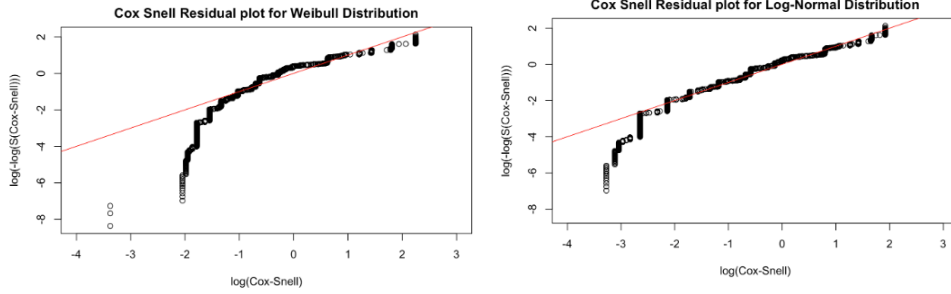 Cox Snell Residual plot for Weibull Distribution
log(-log(S(Cox-Snell)))
2
0
-2
-4
-6
-8
-4 -3 -2 -1 0 1 2 3
log(Cox-Snell)
Cox Snell Residual plot for Log-Normal Distribution
log(-log(S(Cox-Snell)))
2
0
-2
-4
-6
-8
-4 -3 -2 -1 0 1 2 3
log(Cox-Snell)